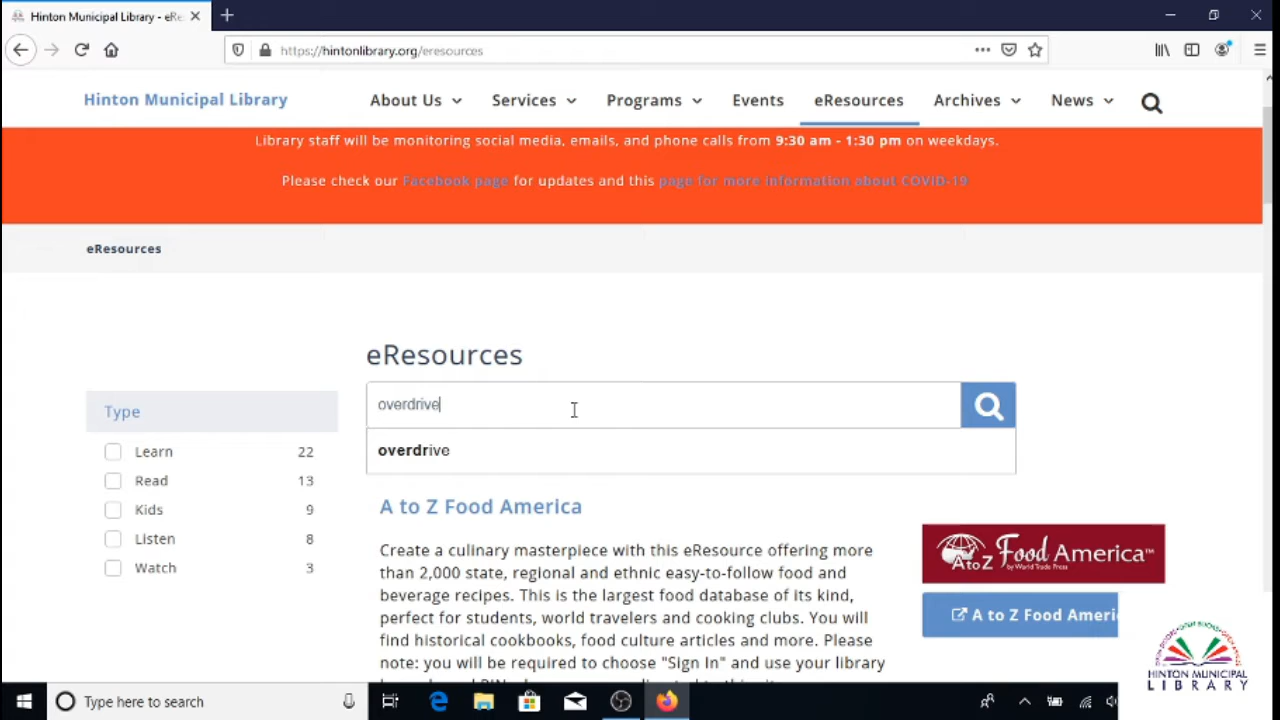 Hinton Municipal Library - eRe
https://hintonlibrary.org/eresources
Hinton Municipal Library
About Us
Services
Programs
Events
eResources
Archives
News
Library staff will be monitoring social media, emails, and phone calls from 9:30 am - 1:30 pm on weekdays.
Please check our Facebook page for updates and this page for more information about COVID-19.
eResources
eResources
overdrive
overdrive
Type
Learn 22
Read 13
Kids 9
Listen 8
Watch 3
A to Z Food America
Create a culinary masterpiece with this eResource offering more
than 2,000 state, regional and ethnic easy-to-follow food and
beverage recipes. This is the largest food database of its kind,
perfect for students, world travelers and cooking clubs. You will
find historical cookbooks, food culture articles and more. Please
note: you will be required to choose "Sign In" and use your library
AtoZ Food America™
by World Trade Press
A to Z Food Ameri
HINTON MUNICIPAL
LIBRARY
Type here to search